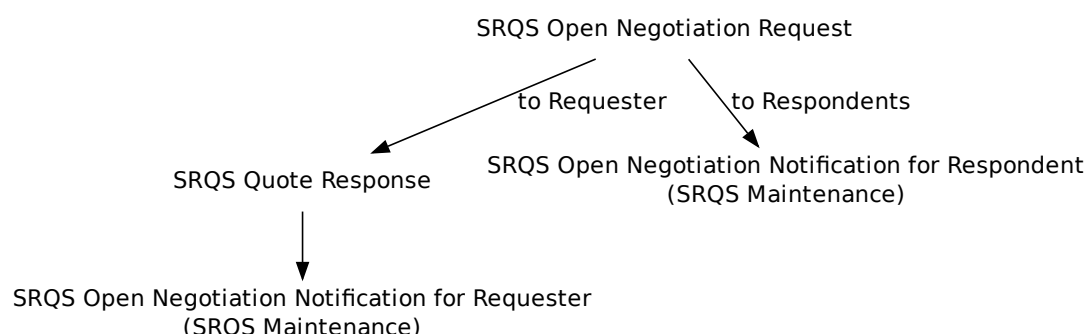 SRQS Open Negotiation Request
to Requester
to Respondents
SRQS Open Negotiation Notification for Respondent
(SRQS Maintenance)
SRQS Quote Response
SRQS Open Negotiation Notification for Requester
(SRQS Maintenance)